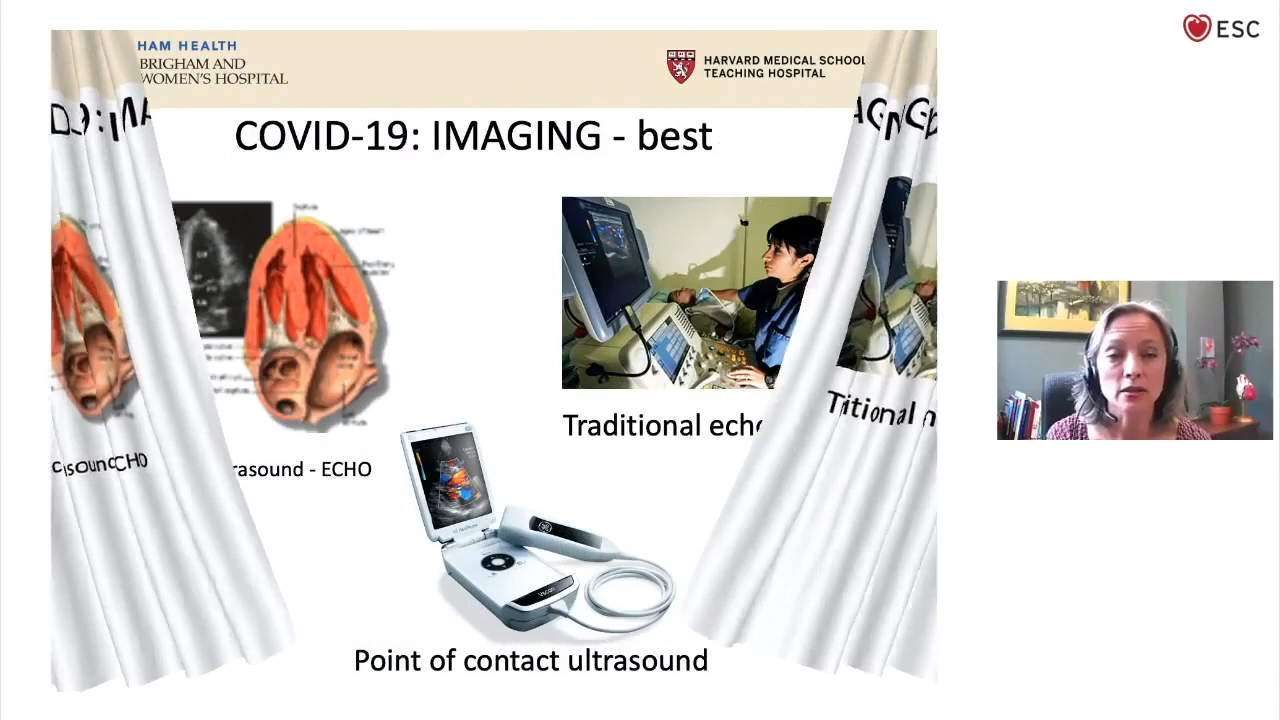 ESC
HAM HEALTH
BRIGHAM AND
WOMEN'S HOSPITAL
HARVARD MEDICAL SCHOOL
TEACHING HOSPITAL
COVID-19: IMAGING - best
Traditional echo
rasound - ECHO
Vscan
Point of contact ultrasound